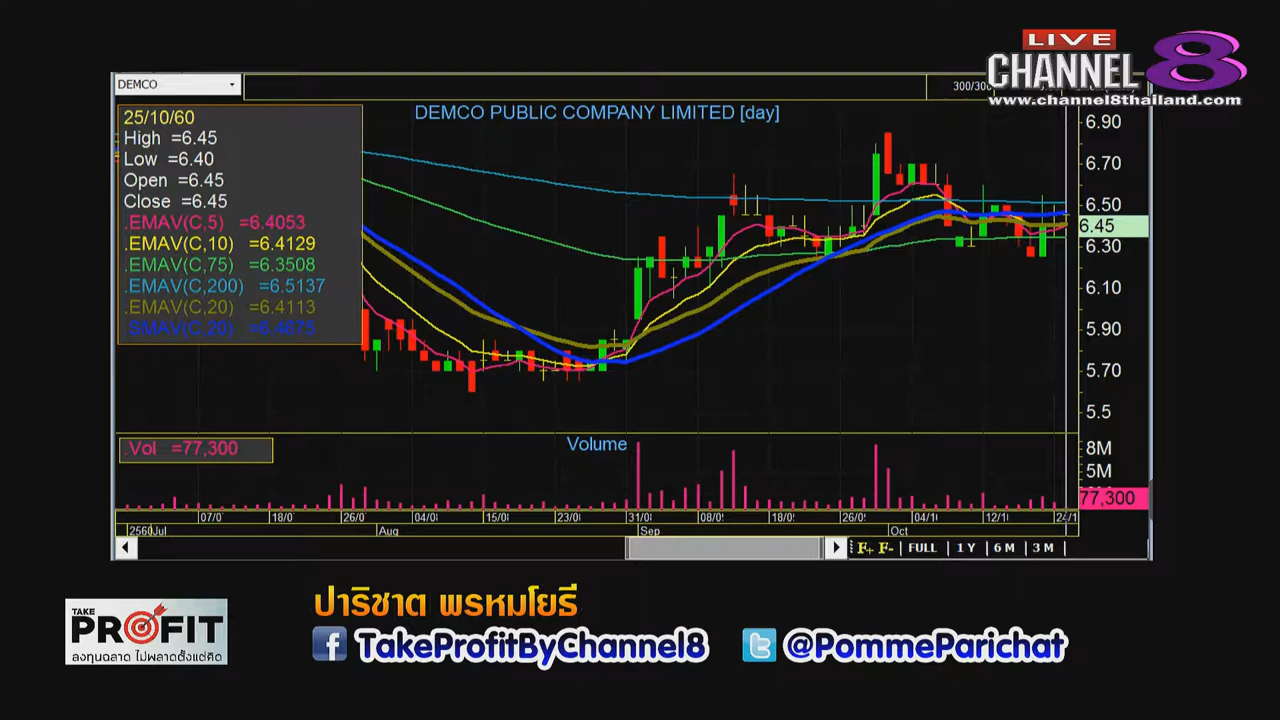 LIVE
CHANNEL 8
www.channel8thailand.com
DEMCO
300/300
DEMCO PUBLIC COMPANY LIMITED [day]
25/10/60
High =6.45
Low =6.40
Open =6.45
Close =6.45
.EMAV(C,5) =6.4053
.EMAV(C,10) =6.4129
.EMAV(C,75) =6.3508
.EMAV(C,200) =6.5137
.EMAV(C,20) =6.4113
.SMAV(C,20) =6.4675
6.90
6.70
6.50
6.45
6.30
6.10
5.90
5.70
5.5
.Vol =77,300
Volume
8M
5M
77,300
07/0 18/0 26/0 04/0 15/0 23/0 31/0 08/0 18/0 26/0 04/1 12/1 24/1
2560 Jul Aug Sep Oct
F+ F- FULL 1 Y 6 M 3 M
TAKE
PROFIT
ลงทุนฉลาด ไม่พลาดตั้งแต่คิด
ปาริชาต พรหมโยธี
TakeProfitByChannel8 @PommeParichat